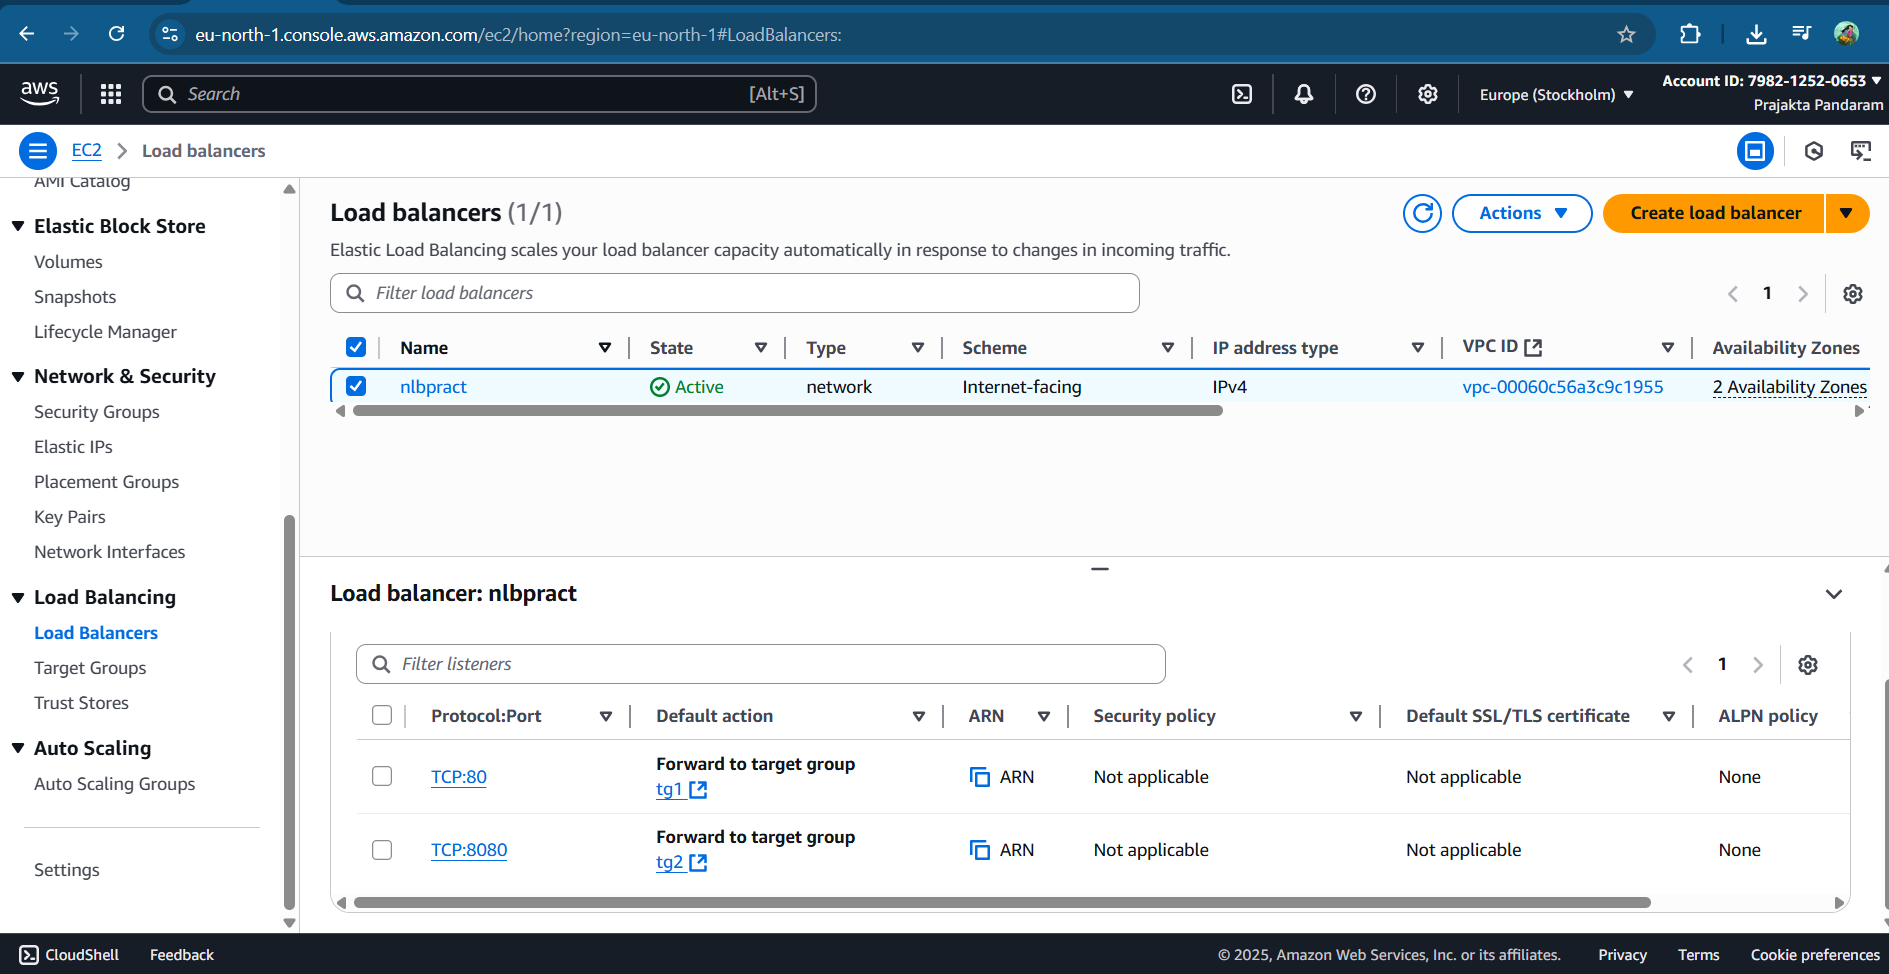 eu-north-1.console.aws.amazon.com/ec2/home?region=eu-north-1#LoadBalancers:
aws
Search
[Alt+S]
Europe (Stockholm)
Account ID: 7982-1252-0653
Prajakta Pandaram
EC2
Load balancers
AMI Catalog
Elastic Block Store
Volumes
Snapshots
Lifecycle Manager
Network & Security
Security Groups
Elastic IPs
Placement Groups
Key Pairs
Network Interfaces
Load Balancing
Load Balancers
Target Groups
Trust Stores
Auto Scaling
Auto Scaling Groups
Settings
Load balancers (1/1)
Actions
Create load balancer
Elastic Load Balancing scales your load balancer capacity automatically in response to changes in incoming traffic.
Filter load balancers
1
Name State Type Scheme IP address type VPC ID Availability Zones
nlbpract Active network Internet-facing IPv4 vpc-00060c56a3c9c1955 2 Availability Zones
Load balancer: nlbpract
Filter listeners
1
Protocol:Port Default action ARN Security policy Default SSL/TLS certificate ALPN policy
Forward to target group
TCP:80 ARN Not applicable Not applicable None
tg1
Forward to target group
TCP:8080 ARN Not applicable Not applicable None
tg2
CloudShell Feedback © 2025, Amazon Web Services, Inc. or its affiliates. Privacy Terms Cookie preferences